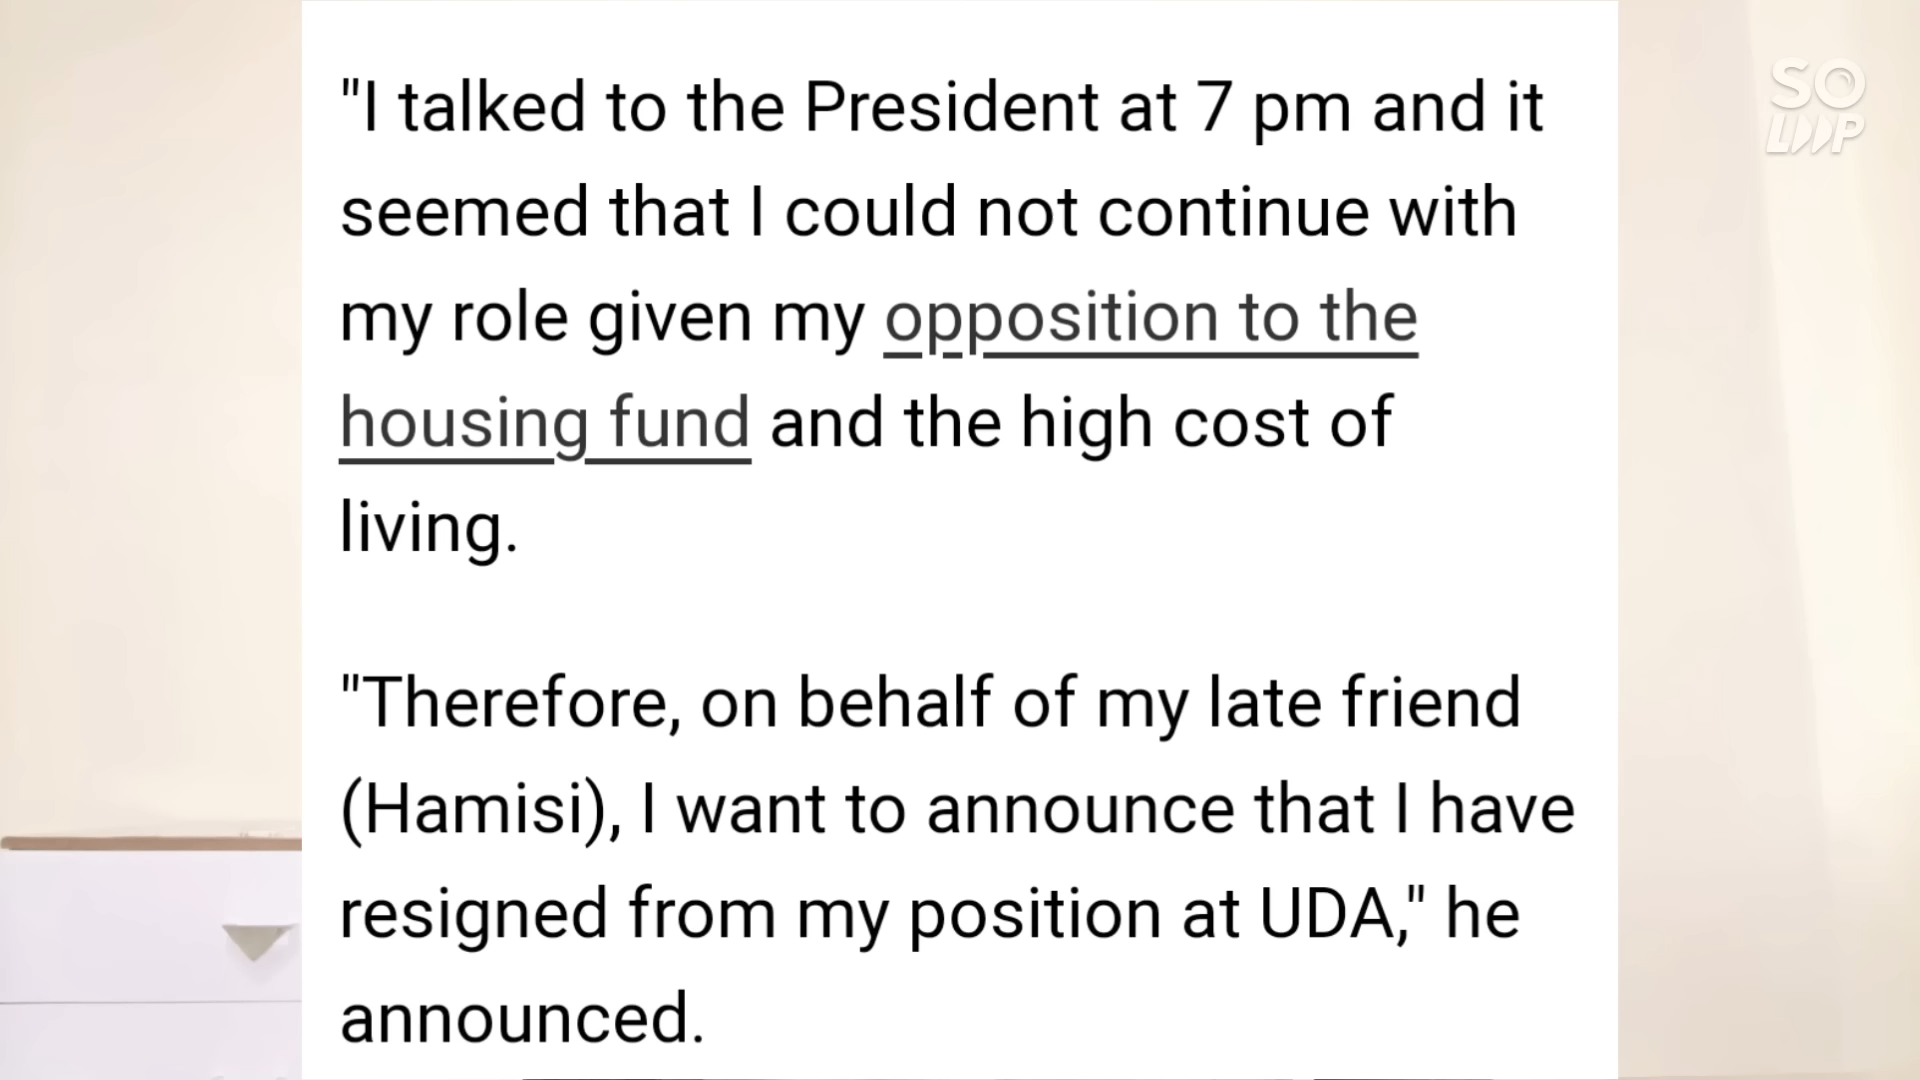 "I talked to the President at 7 pm and it
seemed that I could not continue with
my role given my opposition to the
housing fund and the high cost of
living.
"Therefore, on behalf of my late friend
(Hamisi), I want to announce that I have
resigned from my position at UDA," he
announced.
SO
LOOP